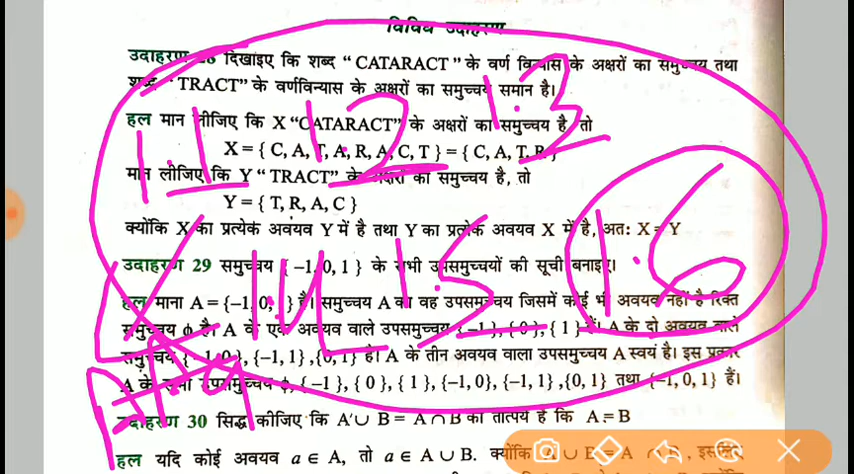 विविध उदाहरण
उदाहरण 28 दिखाइए कि शब्द “ CATARACT ” के वर्ण विन्यास के अक्षरों का समुच्चय तथा
शब्द “ TRACT” के वर्णविन्यास के अक्षरों का समुच्चय समान है।
हल मान लीजिए कि X “CATARACT” के अक्षरों का समुच्चय है, तो
X = { C, A, T, A, R, A, C, T } = { C, A, T, R }
मान लीजिए कि Y “ TRACT” के अक्षरों का समुच्चय है, तो
Y = { T, R, A, C }
क्योंकि X का प्रत्येक अवयव Y में है तथा Y का प्रत्येक अवयव X में है, अतः X = Y
उदाहरण 29 समुच्चय { −1, 0, 1 } के सभी उपसमुच्चयों की सूची बनाइए।
हल माना A = {−1, 0, 1} है। समुच्चय A का वह उपसमुच्चय जिसमें कोई भी अवयव नहीं है रिक्त
समुच्चय ϕ है। A के एक अवयव वाले उपसमुच्चय { −1 }, { 0 }, { 1 } हैं। A के दो अवयव वाले
समुच्चय { −1, 0}, {−1, 1} ,{0, 1} है। A के तीन अवयव वाला उपसमुच्चय A स्वयं है। इस प्रकार
A के सभी उपसमुच्चय ϕ, { −1 }, { 0 }, { 1 }, {−1, 0}, {−1, 1} ,{0, 1} तथा {−1, 0, 1} हैं।
उदाहरण 30 सिद्ध कीजिए कि A ∪ B = A ∩ B का तात्पर्य है कि A = B
हल यदि कोई अवयव a ∈ A, तो a ∈ A ∪ B. क्योंकि A ∪ B = A ∩ B, इसलिए
1.1 1.2 1.3
1.4 1.5 1.6